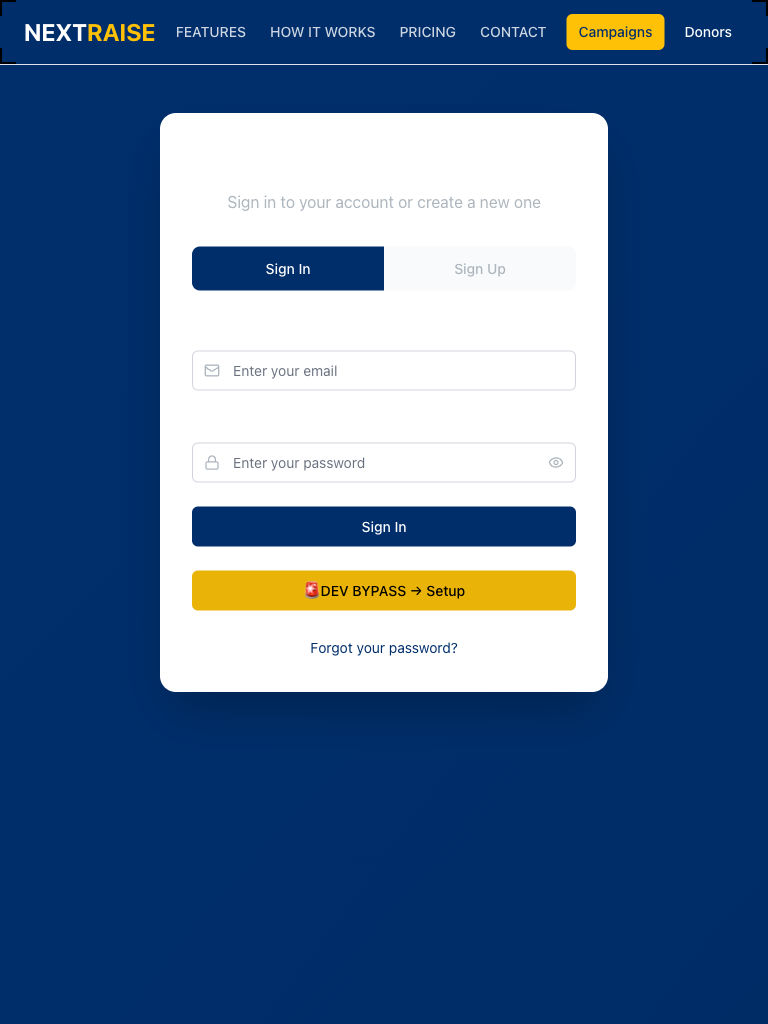 NEXTRAISE FEATURES HOW IT WORKS PRICING CONTACT Campaigns Donors
Sign in to your account or create a new one
Sign In Sign Up
Enter your email
Enter your password
Sign In
🚨DEV BYPASS → Setup
Forgot your password?